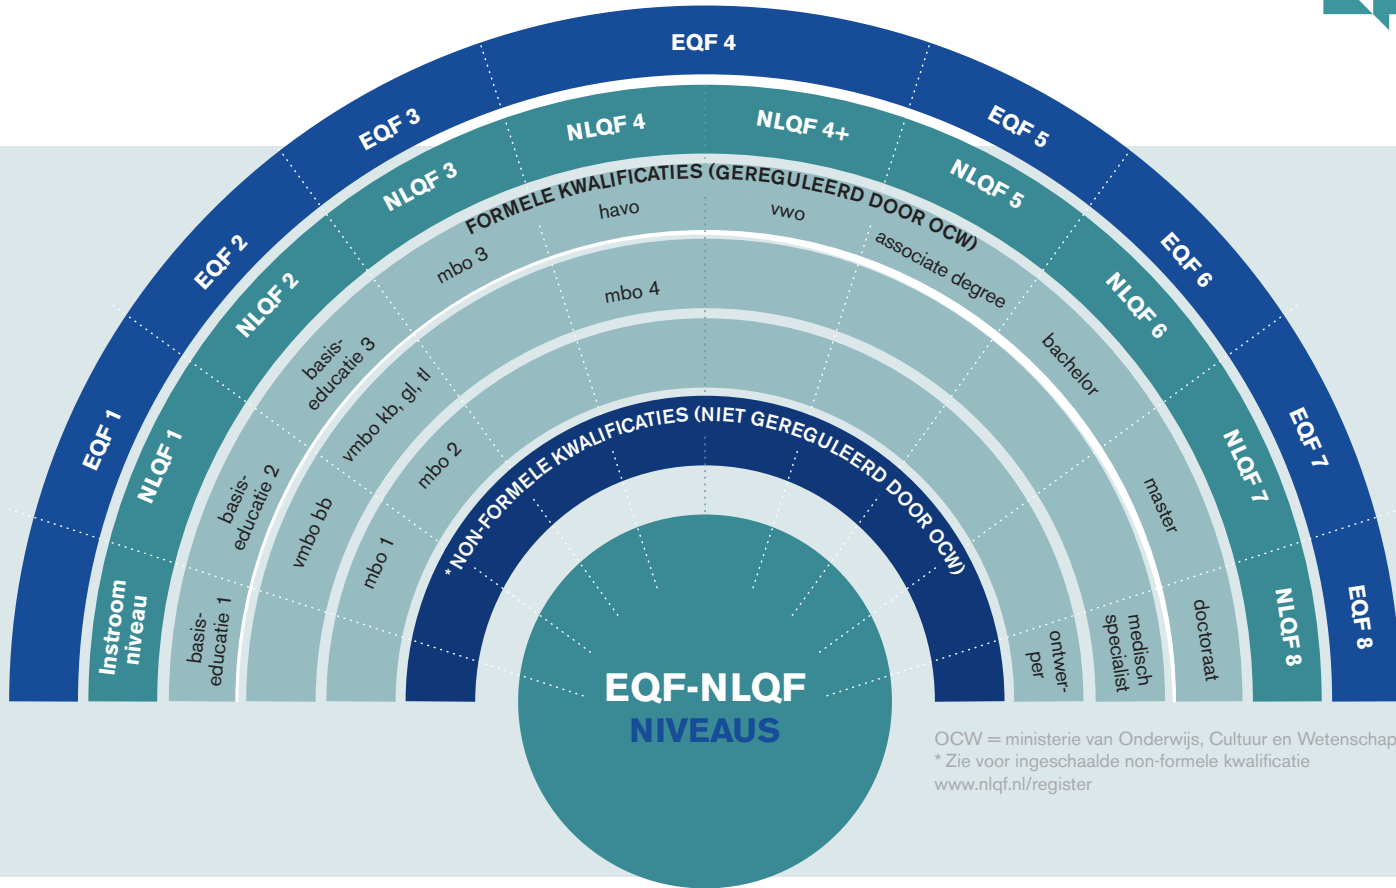 EQF 1
EQF 2
EQF 3
EQF 4
EQF 5
EQF 6
EQF 7
EQF 8
Instroom
niveau
NLQF 1
NLQF 2
NLQF 3
NLQF 4
NLQF 4+
NLQF 5
NLQF 6
NLQF 7
NLQF 8
FORMELE KWALIFICATIES (GEREGULEERD DOOR OCW)
basis-
educatie 1
basis-
educatie 2
basis-
educatie 3
mbo 3
havo
vwo
associate degree
bachelor
master
doctoraat
vmbo bb
vmbo kb, gl, tl
mbo 4
medisch
specialist
mbo 1
mbo 2
ontwer-
per
* NON-FORMELE KWALIFICATIES (NIET GEREGULEERD DOOR OCW)
EQF-NLQF
NIVEAUS
OCW = ministerie van Onderwijs, Cultuur en Wetenschap
* Zie voor ingeschaalde non-formele kwalificatie
www.nlqf.nl/register